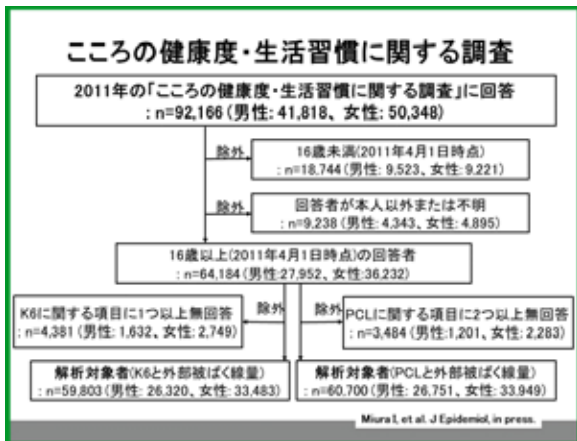 こころの健康度・生活習慣に関する調査
2011年の「こころの健康度・生活習慣に関する調査」に回答
: n=92,166 (男性: 41,818、女性: 50,348)
除外
16歳未満(2011年4月1日時点)
: n=18.744 (男性: 9,523、女性: 9,221)
除外
回答者が本人以外または不明
: n=9,238 (男性: 4,343、女性: 4,895)
16歳以上(2011年4月1日時点)の回答者
: n=64,184 (男性:27,952、女性:36,232)
K6に関する項目に1つ以上無回答
: n=4,381 (男性: 1,632、女性: 2,749)
除外
除外
PCLに関する項目に2つ以上無回答
: n=3,484 (男性:1,201、女性: 2,283)
解析対象者(K6と外部被ばく線量)
: n=59,803 (男性: 26,320、女性: 33,483)
解析対象者(PCLと外部被ばく線量)
: n=60.700 (男性: 26,751、女性: 33.949)
Miura I, et al. J Epidemiol, in press.